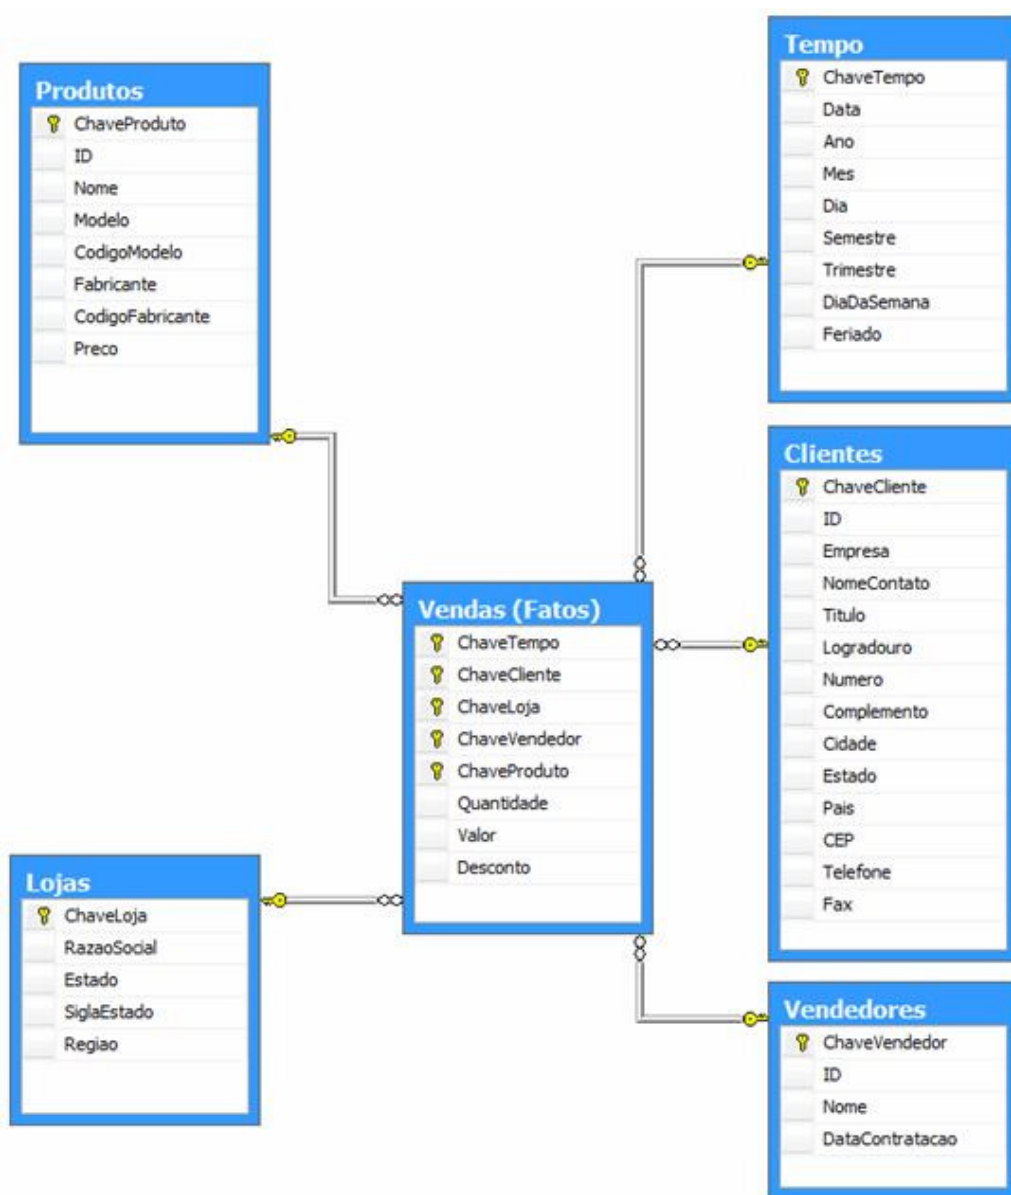 Produtos
ChaveProduto
ID
Nome
Modelo
CodigoModelo
Fabricante
CodigoFabricante
Preco
Tempo
ChaveTempo
Data
Ano
Mes
Dia
Semestre
Trimestre
DiaDaSemana
Feriado
Clientes
ChaveCliente
ID
Empresa
NomeContato
Titulo
Logradouro
Numero
Complemento
Cidade
Estado
Pais
CEP
Telefone
Fax
Vendas (Fatos)
ChaveTempo
ChaveCliente
ChaveLoja
ChaveVendedor
ChaveProduto
Quantidade
Valor
Desconto
Lojas
ChaveLoja
RazaoSocial
Estado
SiglaEstado
Regiao
Vendedores
ChaveVendedor
ID
Nome
DataContratacao